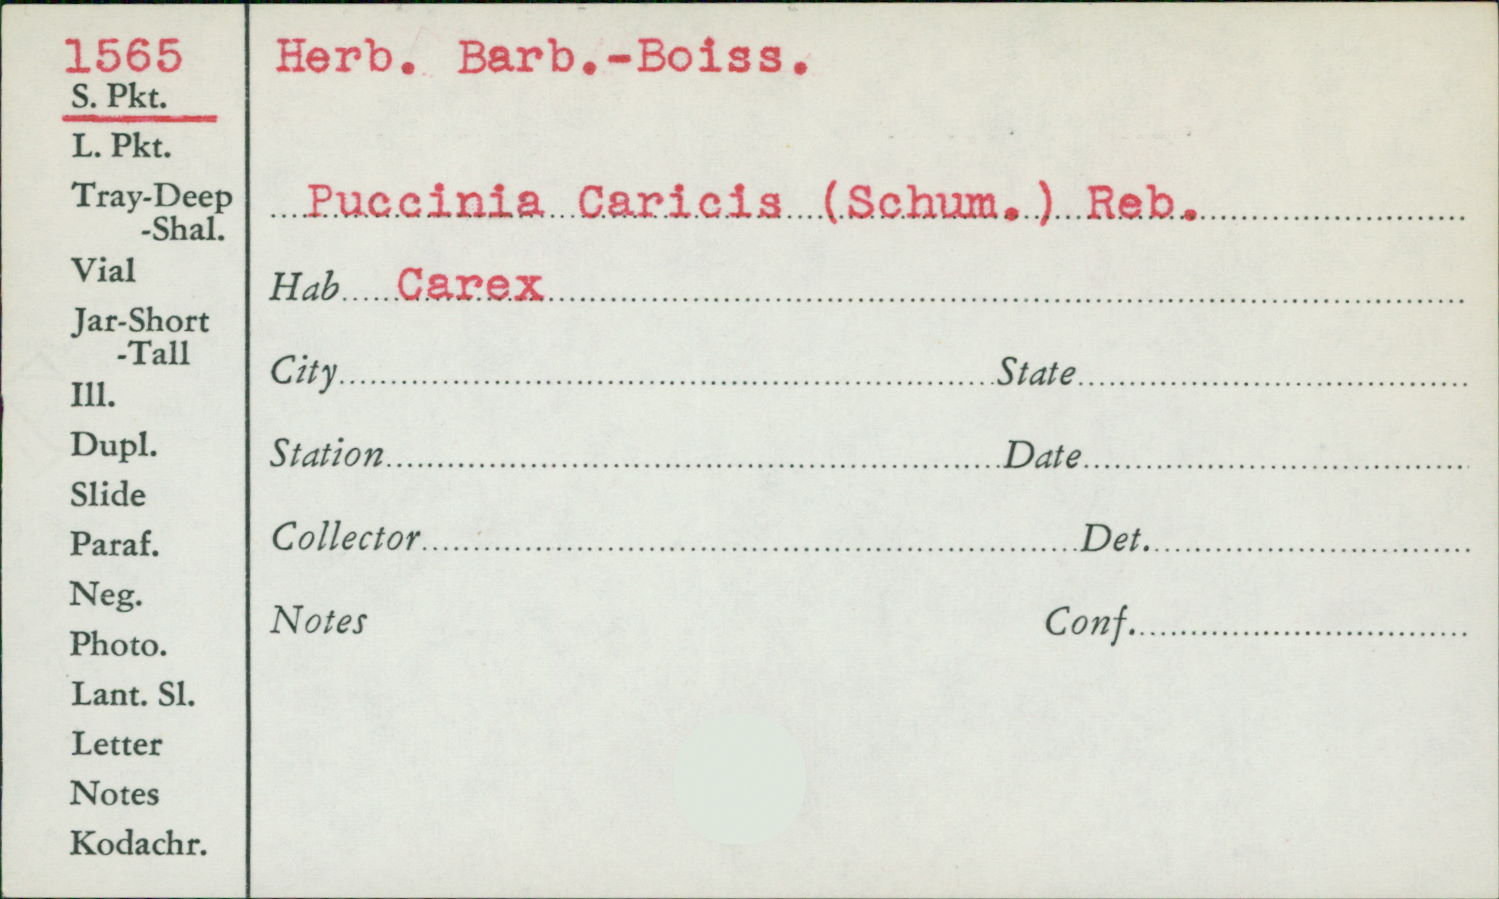 1565
S. Pkt.
L. Pkt.
Tray-Deep
-Shal.
Vial
Jar-Short
-Tall
Ill.
Dupl.
Slide
Paraf.
Neg.
Photo.
Lant. Sl.
Letter
Notes
Kodachr.
Herb. Barb.-Boiss.
Puccinia Caricis (Schum.) Reb.
Hab Carex
City State
Station Date
Collector Det.
Notes Conf.